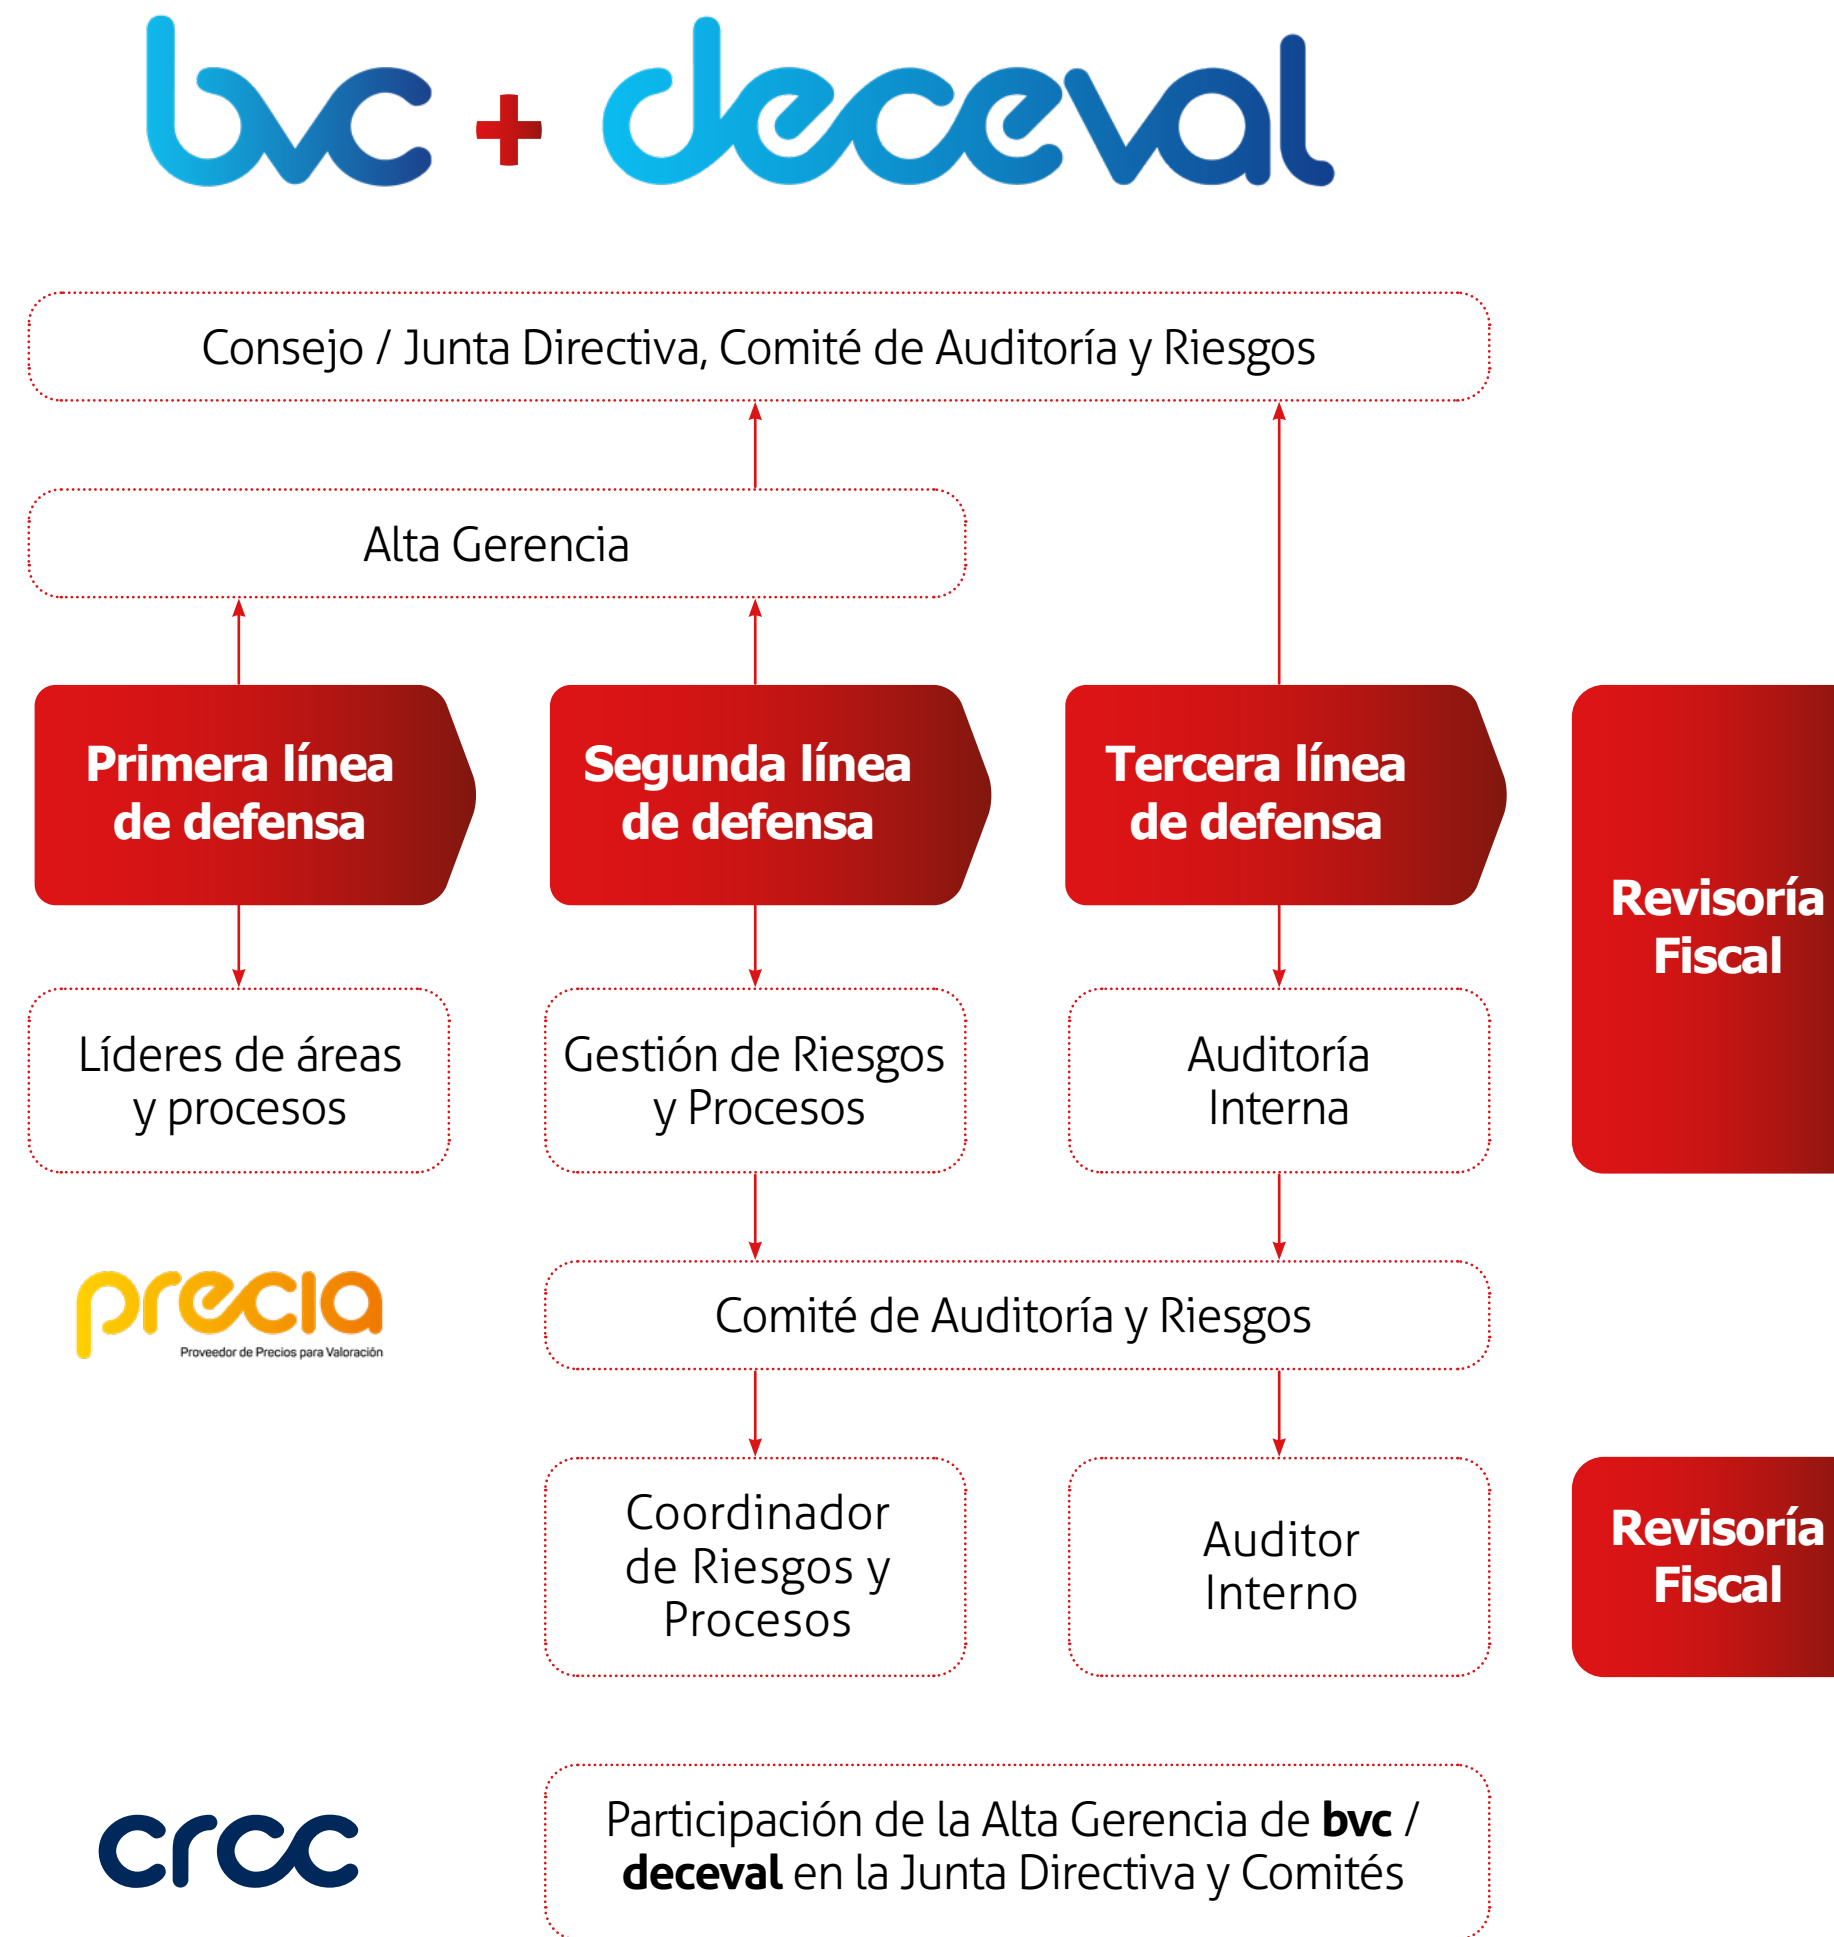 bvc + deceval
Consejo / Junta Directiva, Comité de Auditoría y Riesgos
Alta Gerencia
Primera línea
de defensa
Segunda línea
de defensa
Tercera línea
de defensa
Revisoría
Fiscal
Líderes de áreas
y procesos
Gestión de Riesgos
y Procesos
Auditoría
Interna
precia
Proveedor de Precios para Valoración
Comité de Auditoría y Riesgos
Coordinador
de Riesgos y
Procesos
Auditor
Interno
Revisoría
Fiscal
crcc
Participación de la Alta Gerencia de bvc /
deceval en la Junta Directiva y Comités